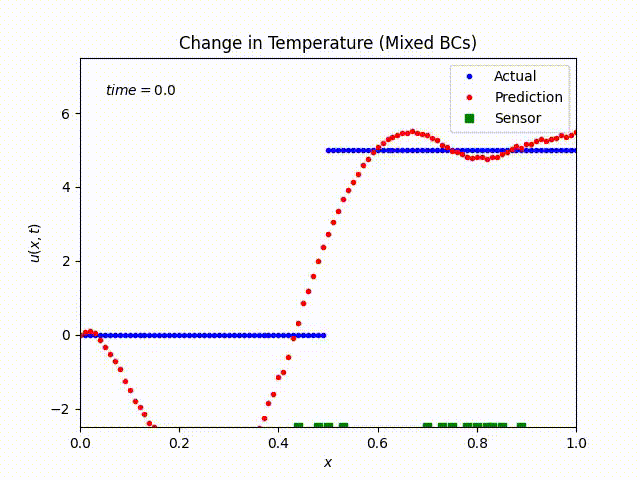 Change in Temperature (Mixed BCs)
time = 0.0
Actual
Prediction
Sensor
6
4
2
0
−2
u(x, t)
0.0 0.2 0.4 0.6 0.8 1.0
x